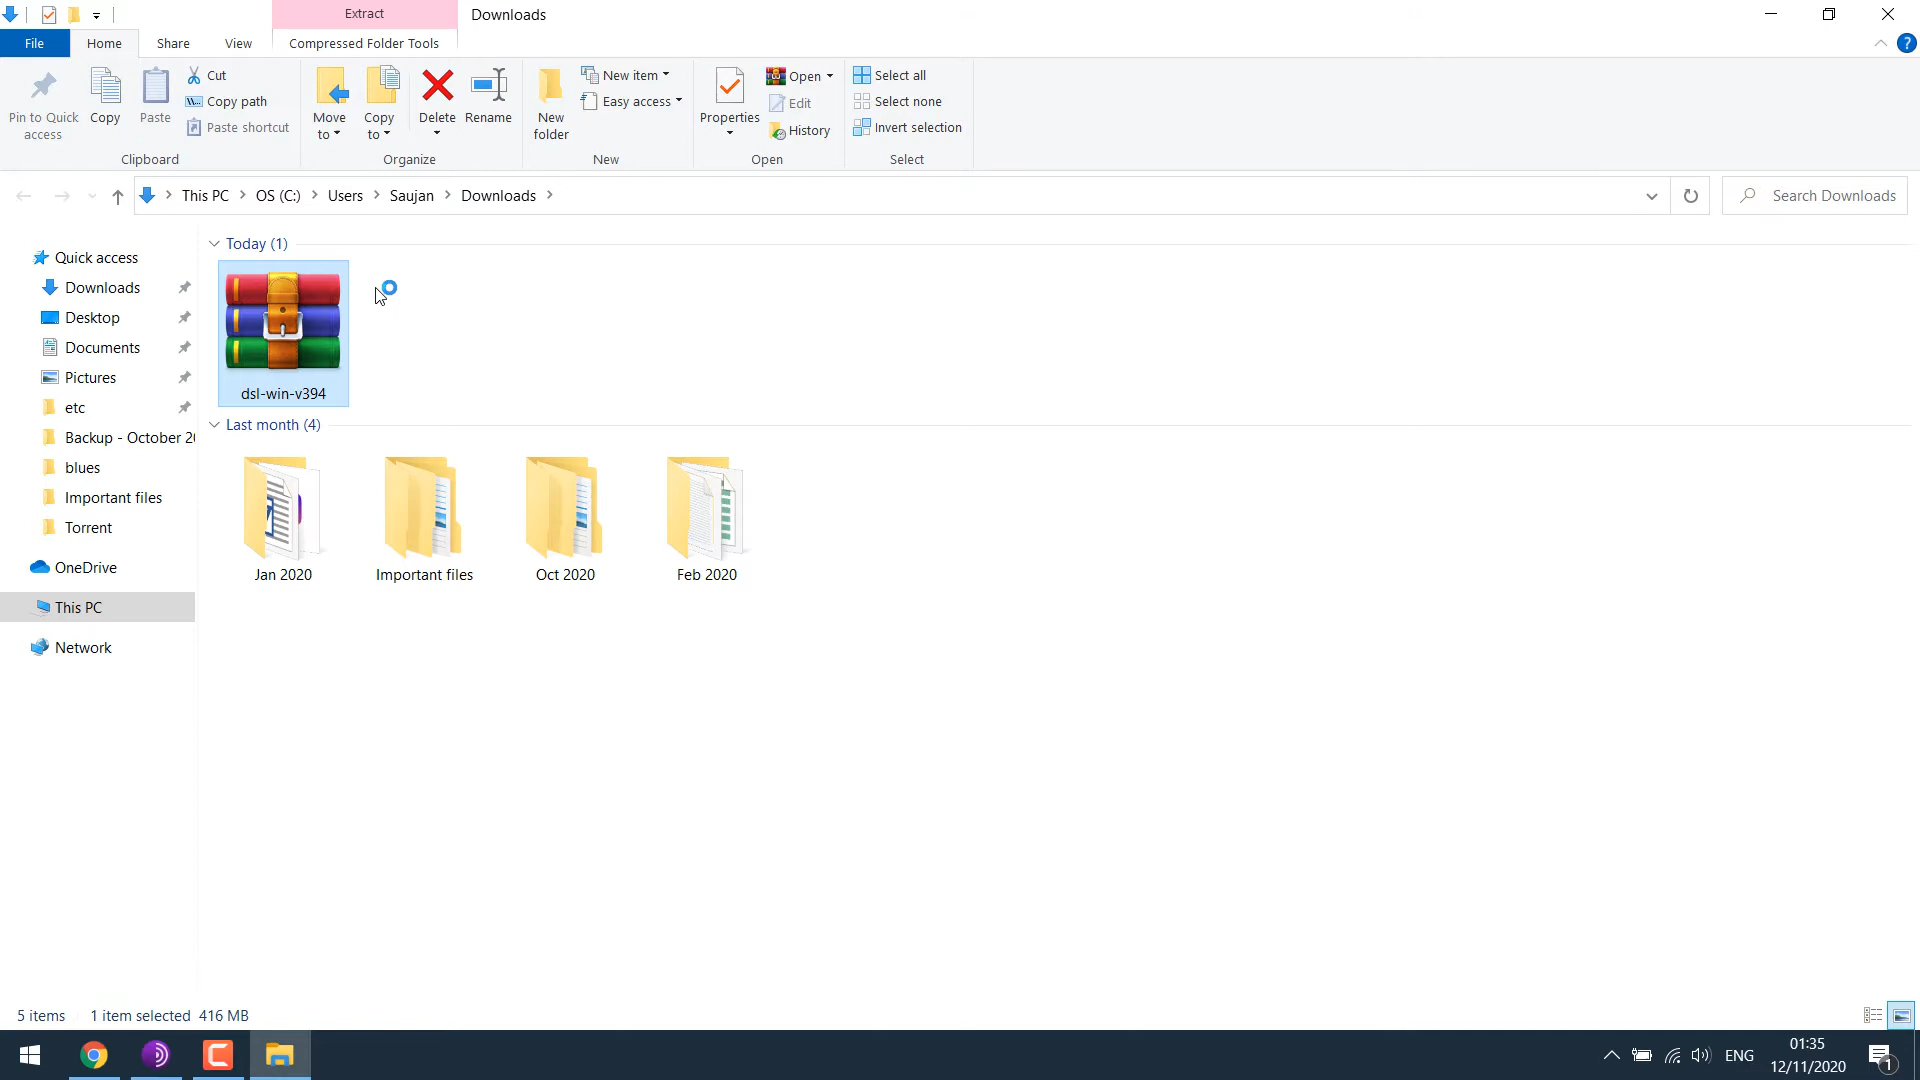 Extract
Downloads
File
Home
Share
View
Compressed Folder Tools
Pin to Quick access
Copy
Paste
Cut
Copy path
Paste shortcut
Clipboard
Move to
Copy to
Delete
Rename
Organize
New folder
New item
Easy access
New
Properties
Open
Edit
History
Open
Select all
Select none
Invert selection
Select
This PC
OS (C:)
Users
Saujan
Downloads
Search Downloads
Quick access
Downloads
Desktop
Documents
Pictures
etc
Backup - October 2
blues
Important files
Torrent
OneDrive
This PC
Network
Today (1)
dsl-win-v394
Last month (4)
Jan 2020
Important files
Oct 2020
Feb 2020
5 items
1 item selected 416 MB
ENG
01:35
12/11/2020
1